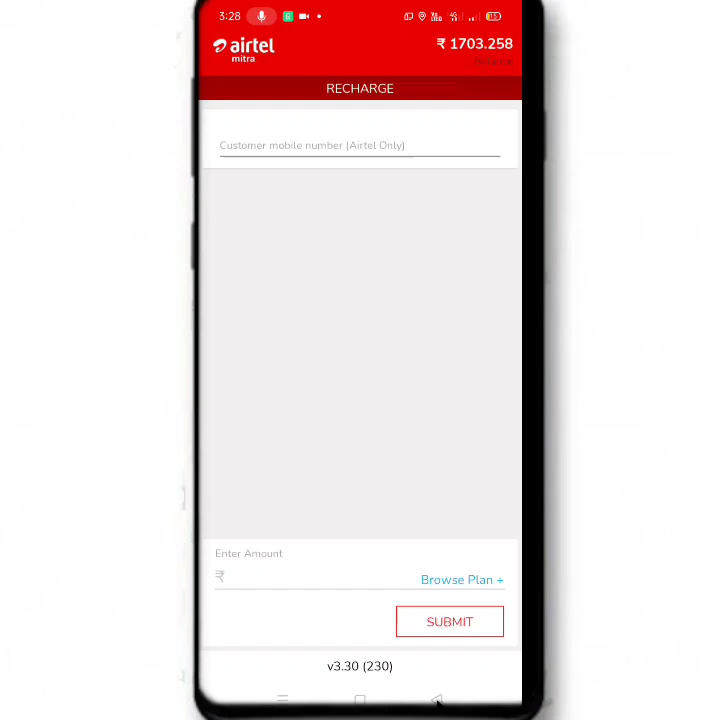 3:28
airtel
mitra
₹ 1703.258
Balance
RECHARGE
Customer mobile number (Airtel Only)
Enter Amount
₹
Browse Plan +
SUBMIT
v3.30 (230)